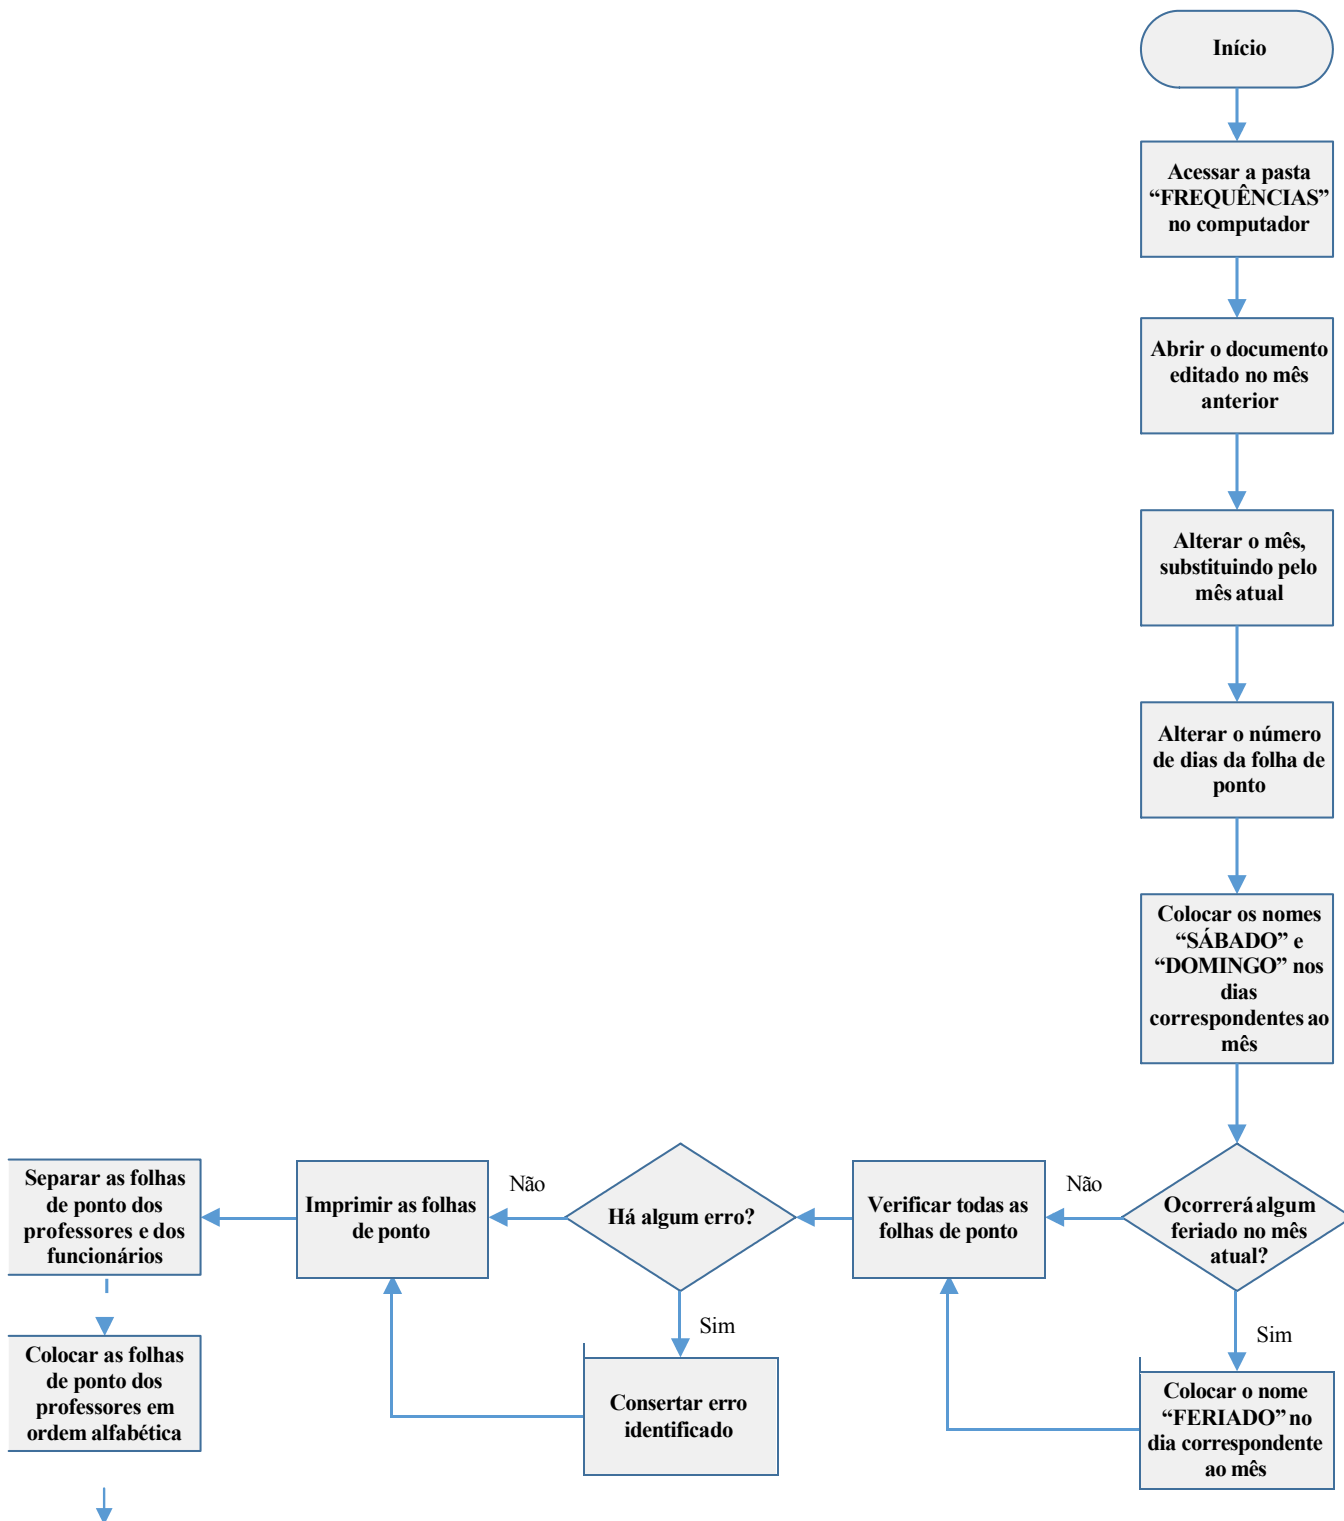 Início
Acessar a pasta
“FREQUÊNCIAS”
no computador
Abrir o documento
editado no mês
anterior
Alterar o mês,
substituindo pelo
mês atual
Alterar o número
de dias da folha de
ponto
Colocar os nomes
“SÁBADO” e
“DOMINGO” nos
dias
correspondentes ao
mês
Ocorrerá algum
feriado no mês
atual?
Não
Sim
Colocar o nome
“FERIADO” no
dia correspondente
ao mês
Verificar todas as
folhas de ponto
Há algum erro?
Não
Sim
Consertar erro
identificado
Imprimir as folhas
de ponto
Separar as folhas
de ponto dos
professores e dos
funcionários
Colocar as folhas
de ponto dos
professores em
ordem alfabética